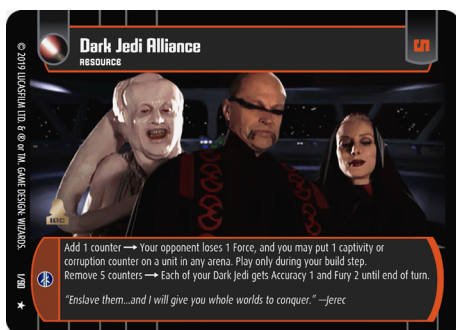 Dark Jedi Alliance
RESOURCE
5
© 2019 LUCASFILM LTD. & ® or TM. GAME DESIGN: WIZARDS.
1/90
IDC
Add 1 counter → Your opponent loses 1 Force, and you may put 1 captivity or
corruption counter on a unit in any arena. Play only during your build step.
Remove 5 counters → Each of your Dark Jedi gets Accuracy 1 and Fury 2 until end of turn.
"Enslave them...and I will give you whole worlds to conquer." —Jerec